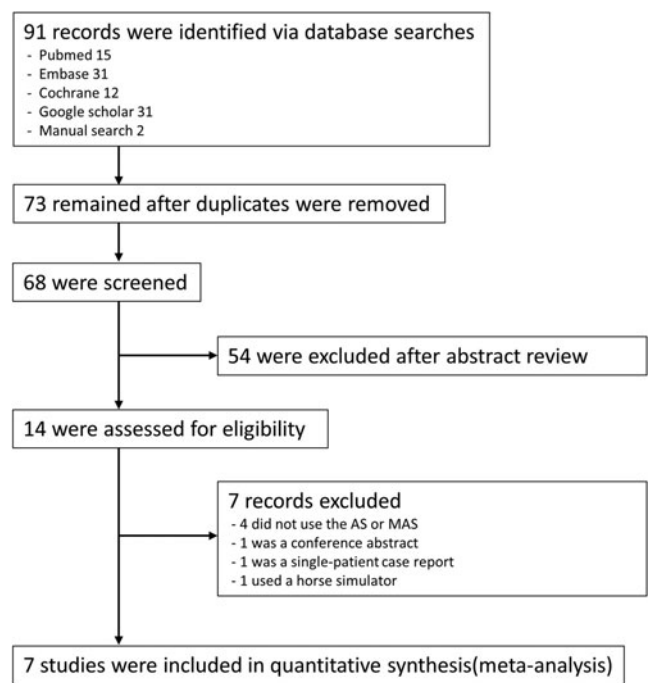 91 records were identified via database searches
- Pubmed 15
- Embase 31
- Cochrane 12
- Google scholar 31
- Manual search 2
73 remained after duplicates were removed
68 were screened
54 were excluded after abstract review
14 were assessed for eligibility
7 records excluded
- 4 did not use the AS or MAS
- 1 was a conference abstract
- 1 was a single-patient case report
- 1 used a horse simulator
7 studies were included in quantitative synthesis(meta-analysis)